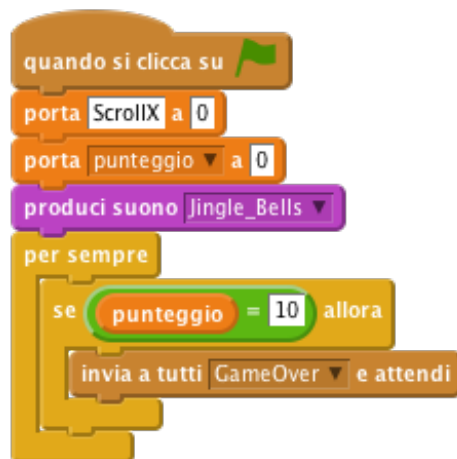 quando si clicca su
porta ScrollX a 0
porta punteggio a 0
produci suono Jingle_Bells
per sempre
se punteggio = 10 allora
invia a tutti GameOver e attendi